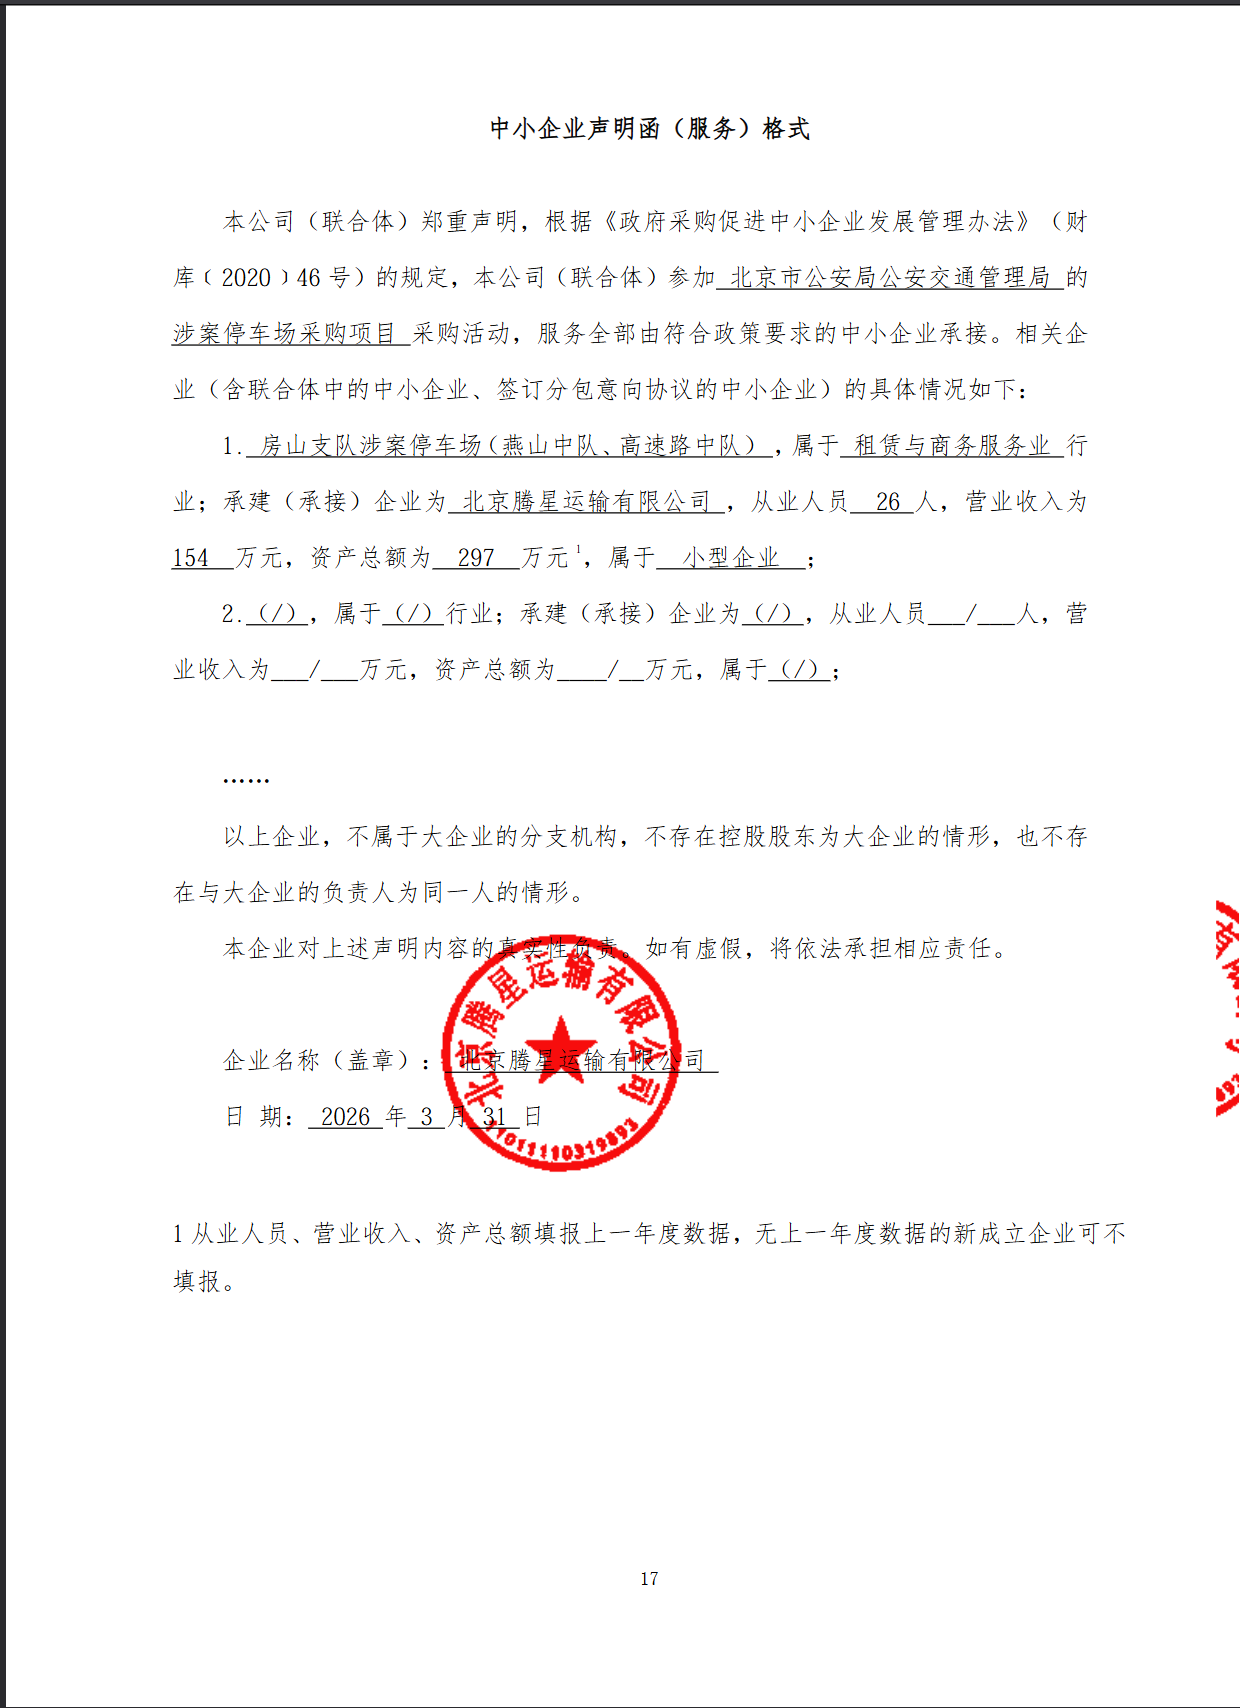 中小企业声明函（服务）格式
本公司（联合体）郑重声明，根据《政府采购促进中小企业发展管理办法》（财
库﹝2020﹞46 号）的规定，本公司（联合体）参加 北京市公安局公安交通管理局 的
涉案停车场采购项目 采购活动，服务全部由符合政策要求的中小企业承接。相关企
业（含联合体中的中小企业、签订分包意向协议的中小企业）的具体情况如下：
1. 房山支队涉案停车场（燕山中队、高速路中队） ，属于 租赁与商务服务业 行
业；承建（承接）企业为 北京腾星运输有限公司 ，从业人员 26 人，营业收入为
154 万元，资产总额为 297 万元1，属于 小型企业 ；
2.（/），属于（/）行业；承建（承接）企业为（/），从业人员___/___人，营
业收入为___/___万元，资产总额为____/__万元，属于（/）；
……
以上企业，不属于大企业的分支机构，不存在控股股东为大企业的情形，也不存
在与大企业的负责人为同一人的情形。
本企业对上述声明内容的真实性负责。如有虚假，将依法承担相应责任。
企业名称（盖章）： 北京腾星运输有限公司
日 期： 2026 年 3 月 31 日
北京腾星运输有限公司
11011110319893
1 从业人员、营业收入、资产总额填报上一年度数据，无上一年度数据的新成立企业可不
填报。
17